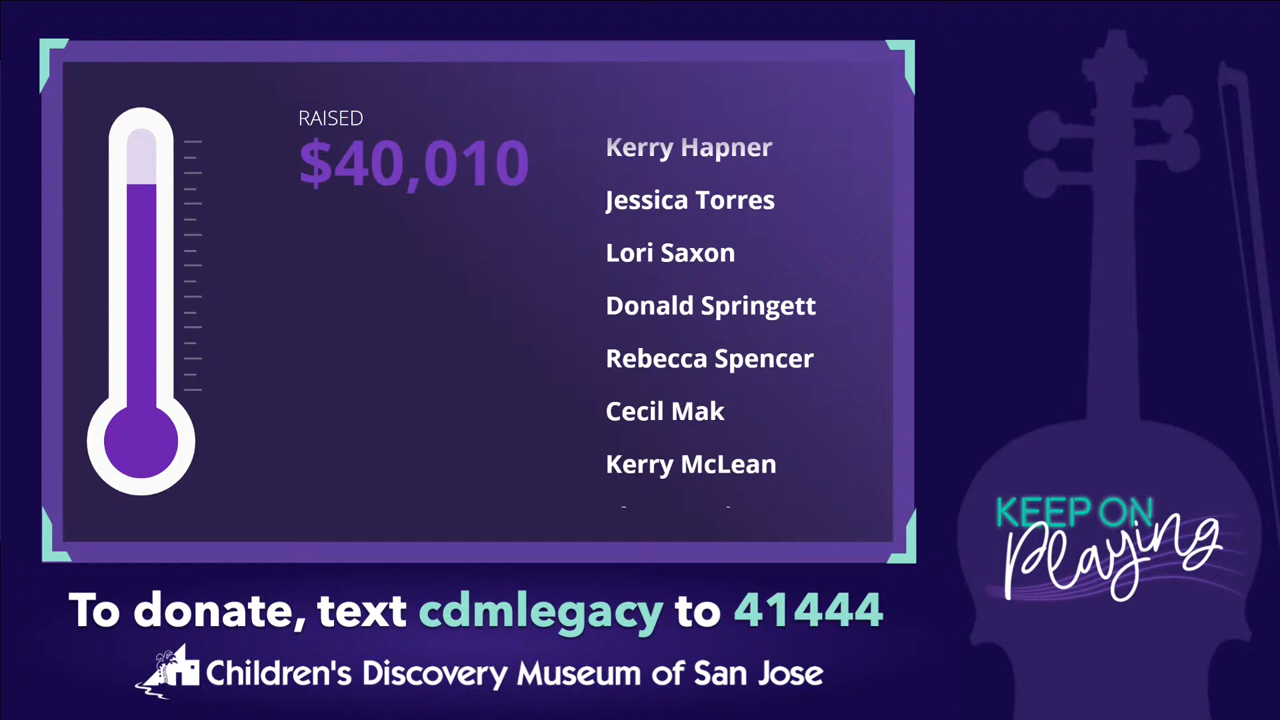 RAISED
$40,010
Kerry Hapner
Jessica Torres
Lori Saxon
Donald Springett
Rebecca Spencer
Cecil Mak
Kerry McLean
KEEP ON
Playing
To donate, text cdmlegacy to 41444
Children's Discovery Museum of San Jose